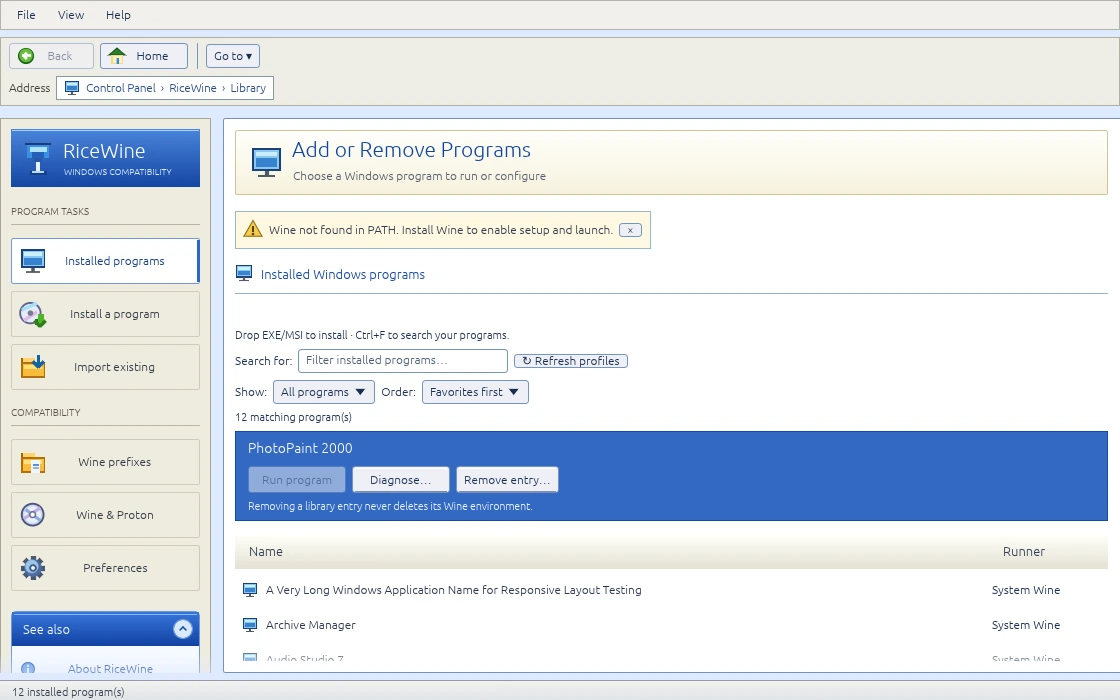 File View Help
Back Home Go to ▾
Address Control Panel › RiceWine › Library
RiceWine
WINDOWS COMPATIBILITY
PROGRAM TASKS
Installed programs
Install a program
Import existing
COMPATIBILITY
Wine prefixes
Wine & Proton
Preferences
See also
About RiceWine
Add or Remove Programs
Choose a Windows program to run or configure
Wine not found in PATH. Install Wine to enable setup and launch. x
Installed Windows programs
Drop EXE/MSI to install · Ctrl+F to search your programs.
Search for: Filter installed programs... ↻ Refresh profiles
Show: All programs ▼ Order: Favorites first ▼
12 matching program(s)
PhotoPaint 2000
Run program Diagnose... Remove entry...
Removing a library entry never deletes its Wine environment.
Name Runner
A Very Long Windows Application Name for Responsive Layout Testing System Wine
Archive Manager System Wine
Audio Studio 7 System Wine
12 installed program(s)